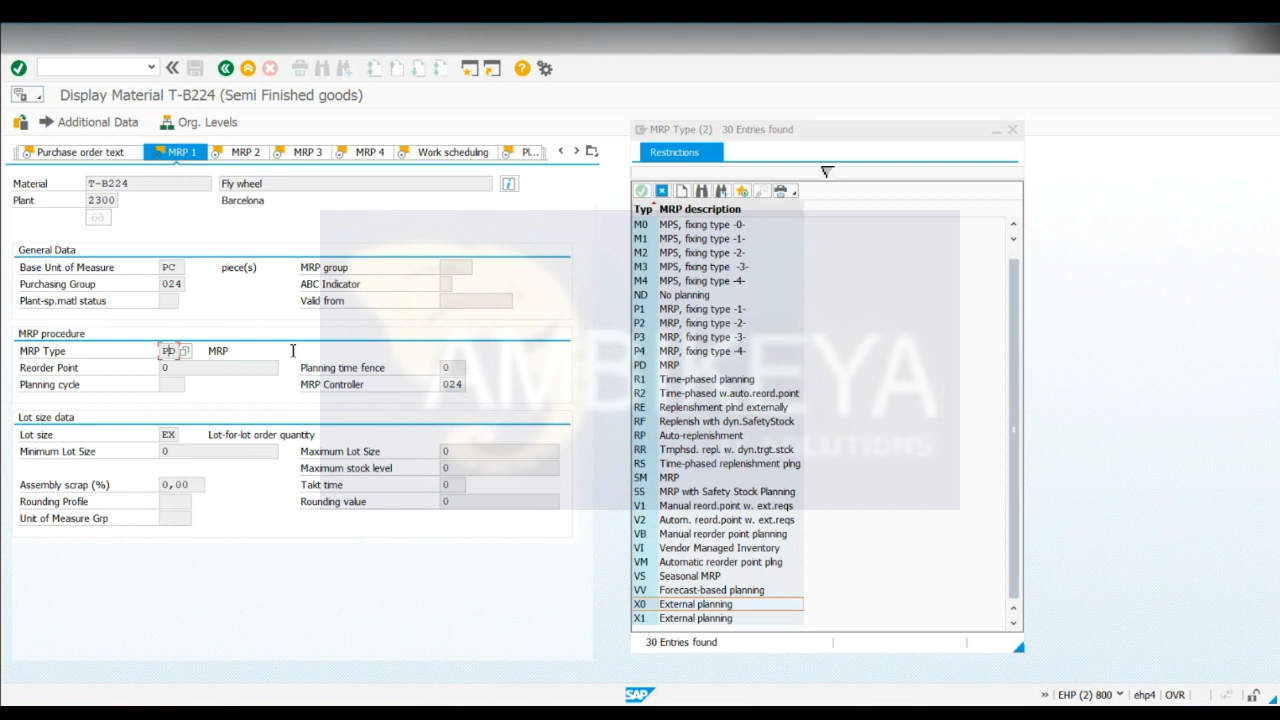 Display Material T-B224 (Semi Finished goods)
Additional Data Org. Levels
Purchase order text MRP 1 MRP 2 MRP 3 MRP 4 Work scheduling Pl...
Material T-B224 Fly wheel
Plant 2300 Barcelona
General Data
Base Unit of Measure PC piece(s) MRP group
Purchasing Group 024 ABC Indicator
Plant-sp.matl status Valid from
MRP procedure
MRP Type PD MRP
Reorder Point 0 Planning time fence 0
Planning cycle MRP Controller 024
Lot size data
Lot size EX Lot-for-lot order quantity
Minimum Lot Size 0 Maximum Lot Size 0
Maximum stock level 0
Assembly scrap (%) 0,00 Takt time 0
Rounding Profile Rounding value 0
Unit of Measure Grp
MRP Type (2) 30 Entries found
Restrictions
Typ MRP description
M0 MPS, fixing type -0-
M1 MPS, fixing type -1-
M2 MPS, fixing type -2-
M3 MPS, fixing type -3-
M4 MPS, fixing type -4-
ND No planning
P1 MRP, fixing type -1-
P2 MRP, fixing type -2-
P3 MRP, fixing type -3-
P4 MRP, fixing type -4-
PD MRP
R1 Time-phased planning
R2 Time-phased w.auto.reord.point
RE Replenishment plnd externally
RF Replenish with dyn.SafetyStock
RP Auto-replenishment
RR Tmphsd. repl. w. dyn.trgt.stck
RS Time-phased replenishment plng
SM MRP
SS MRP with Safety Stock Planning
V1 Manual reord.point w. ext.reqs
V2 Autom. reord.point w. ext.reqs
VB Manual reorder point planning
VI Vendor Managed Inventory
VM Automatic reorder point plng
VS Seasonal MRP
VV Forecast-based planning
X0 External planning
X1 External planning
30 Entries found
SAP
EHP (2) 800 ehp4 OVR